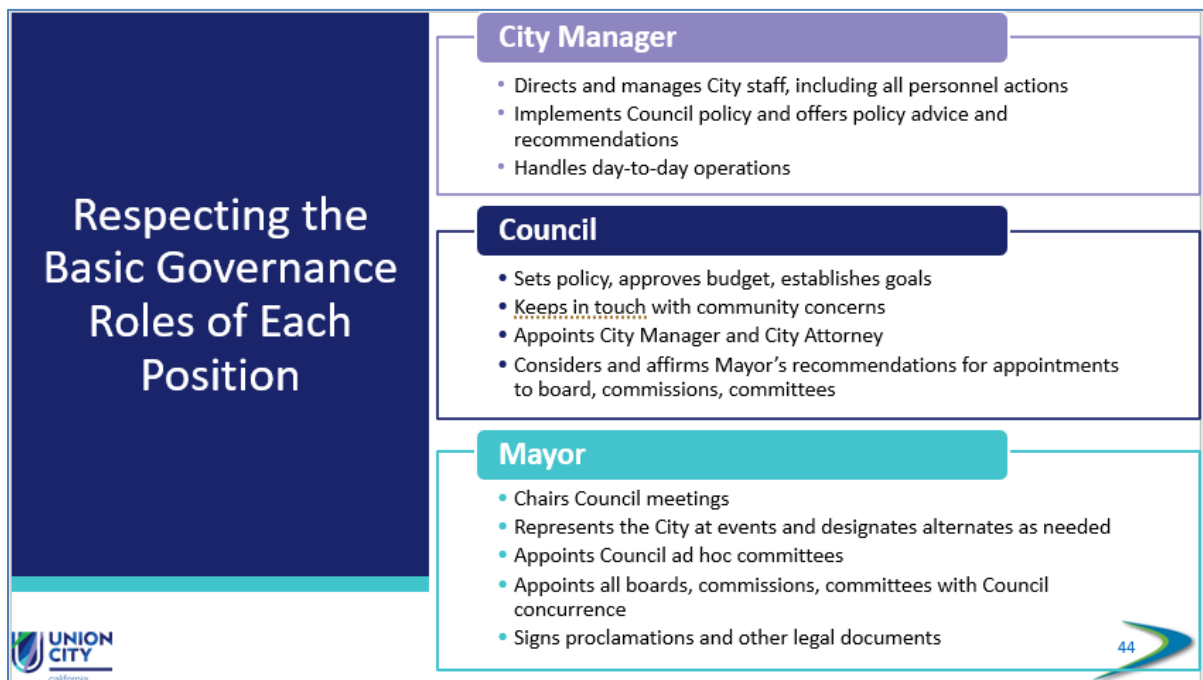 Respecting the
Basic Governance
Roles of Each
Position
City Manager
• Directs and manages City staff, including all personnel actions
• Implements Council policy and offers policy advice and
recommendations
• Handles day-to-day operations
Council
• Sets policy, approves budget, establishes goals
• Keeps in touch with community concerns
• Appoints City Manager and City Attorney
• Considers and affirms Mayor’s recommendations for appointments
to board, commissions, committees
Mayor
• Chairs Council meetings
• Represents the City at events and designates alternates as needed
• Appoints Council ad hoc committees
• Appoints all boards, commissions, committees with Council
concurrence
• Signs proclamations and other legal documents
UNION
CITY
california
44